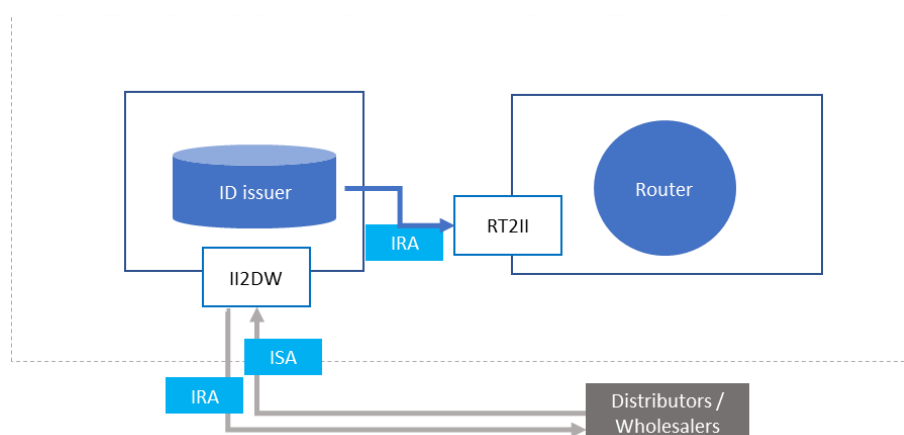 ID issuer
Router
RT2II
IRA
II2DW
ISA
IRA
Distributors /
Wholesalers